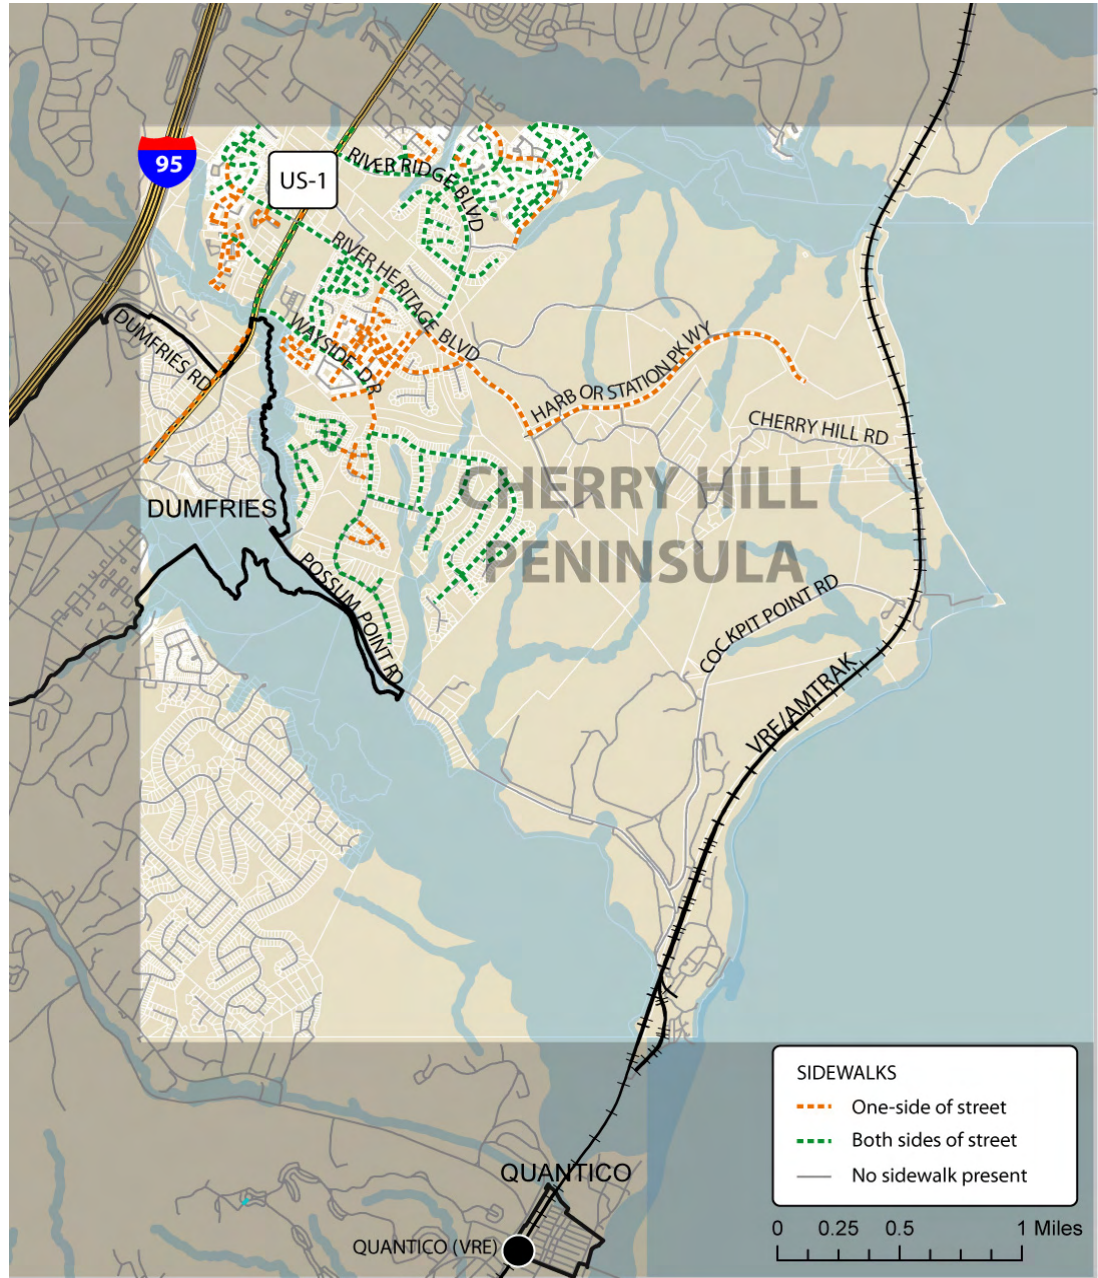 95
US-1
RIVER RIDGE BLVD
RIVER HERITAGE BLVD
DUMFRIES RD
WAYSIDE DR
HARB OR STATION PKWY
CHERRY HILL RD
CHERRY HILL
PENINSULA
DUMFRIES
POSSUM POINT RD
COCKPIT POINT RD
VRE/AMTRAK
SIDEWALKS
One-side of street
Both sides of street
No sidewalk present
QUANTICO
0 0.25 0.5 1 Miles
QUANTICO (VRE)